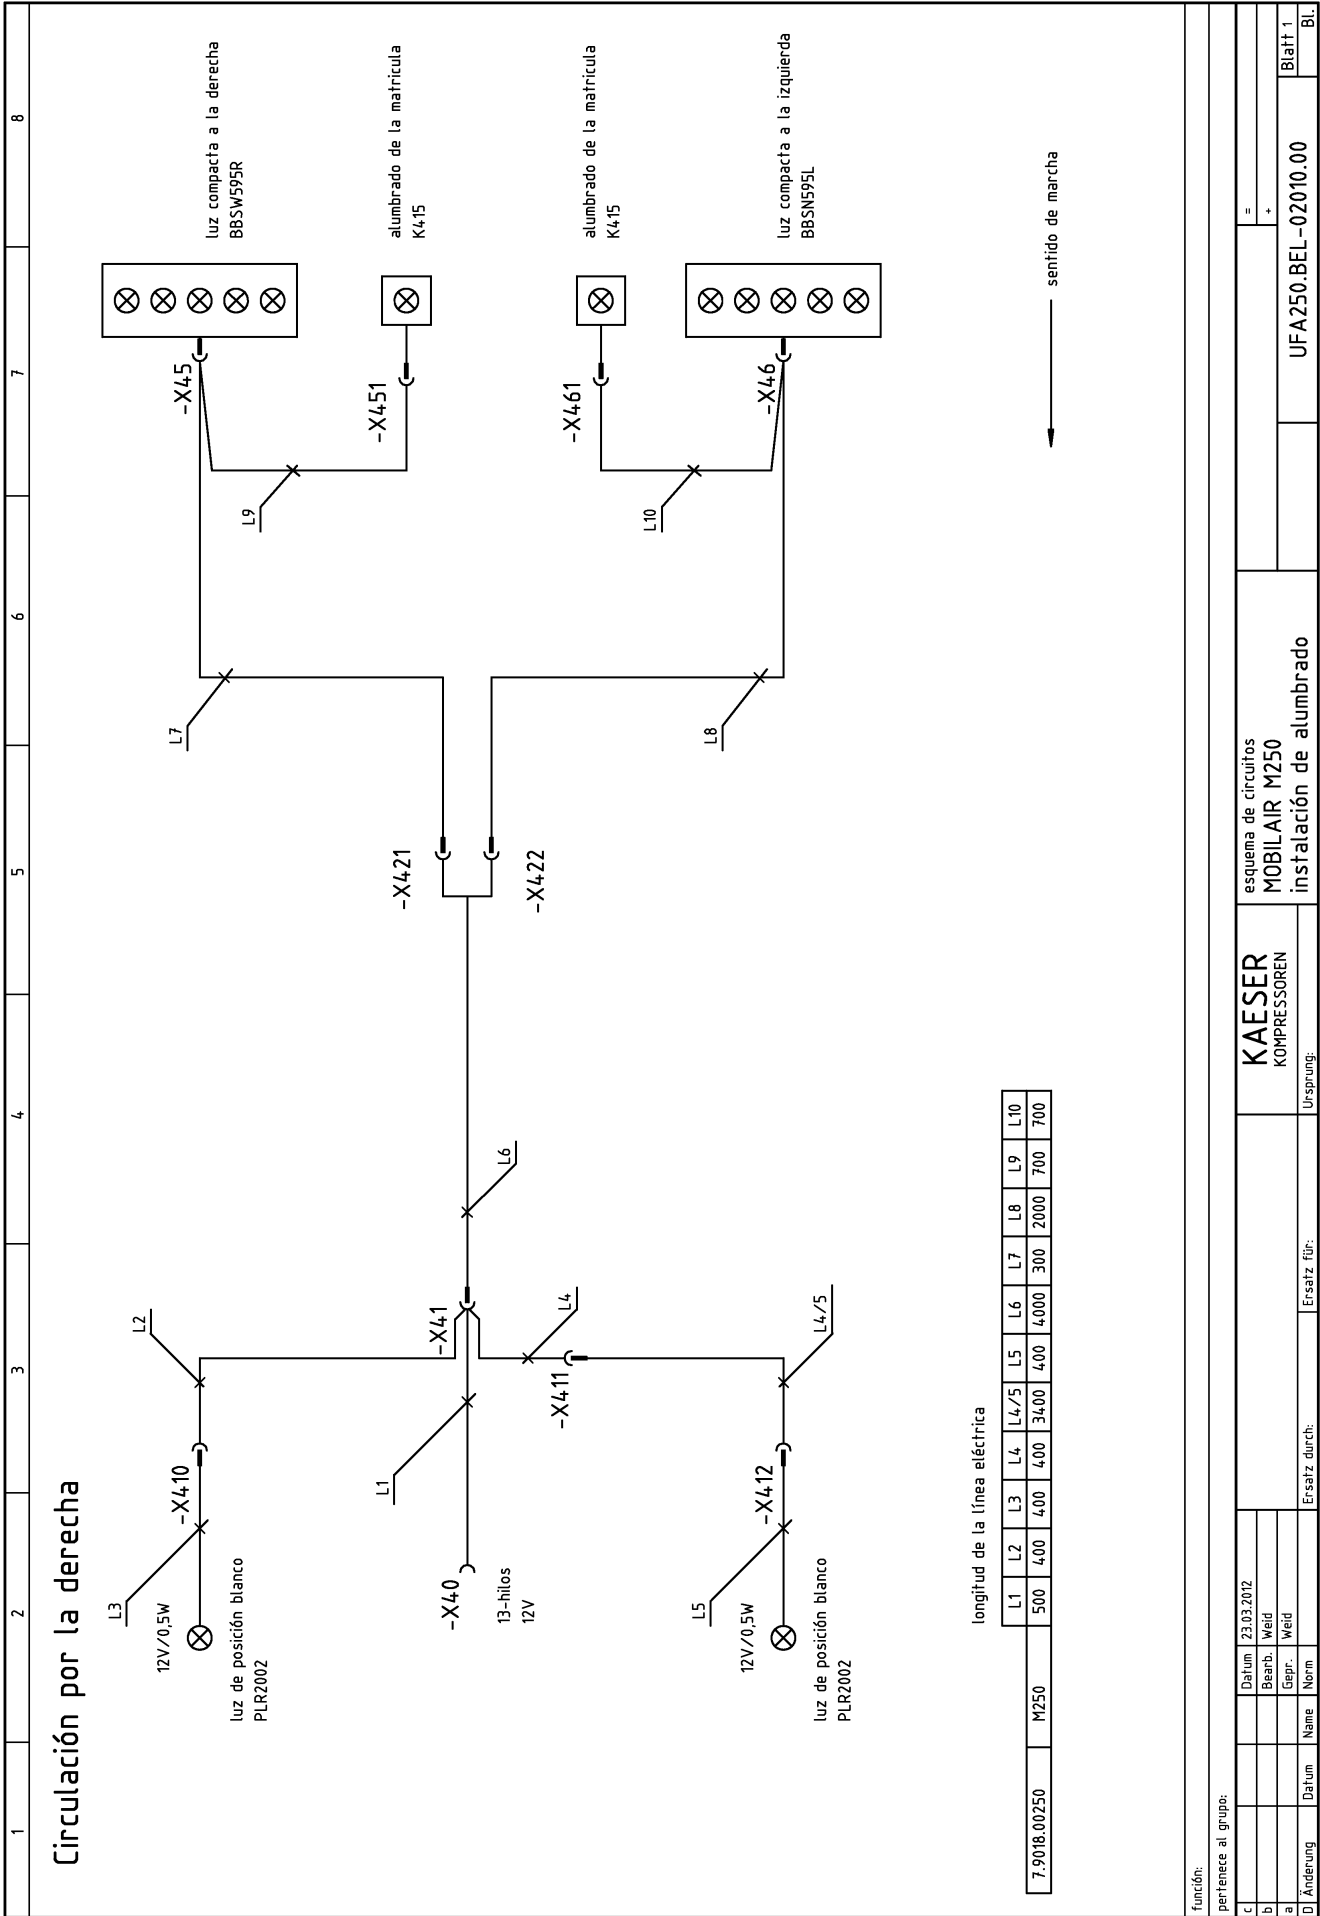 1 2 3 4 5 6 7 8
Circulación por la derecha
L3
12V/0,5W
luz de posición blanco
PLR2002
-X410
L2
L7
L9
-X45
luz compacta a la derecha
BBSW595R
-X451
alumbrado de la matricula
K415
-X40
13-hilos
12V
L1
-X41
L6
L4
-X411
-X421
-X422
-X461
alumbrado de la matricula
K415
L10
L8
-X46
luz compacta a la izquierda
BBSN595L
L5
12V/0,5W
luz de posición blanco
PLR2002
-X412
L4/5
sentido de marcha
longitud de la línea eléctrica
L1 L2 L3 L4 L4/5 L5 L6 L7 L8 L9 L10
7.9018.00250 M250 500 400 400 400 3400 400 4000 300 2000 700 700
función:
pertenece al grupo:
c Datum 23.03.2012
b Bearb. Weid
a Gepr. Weid
D Änderung Datum Name Norm
Ersatz durch:
Ersatz für:
Ursprung:
KAESER
KOMPRESSOREN
esquema de circuitos
MOBILAIR M250
instalación de alumbrado
=
+
UFA250.BEL-02010.00
Blatt 1
Bl.